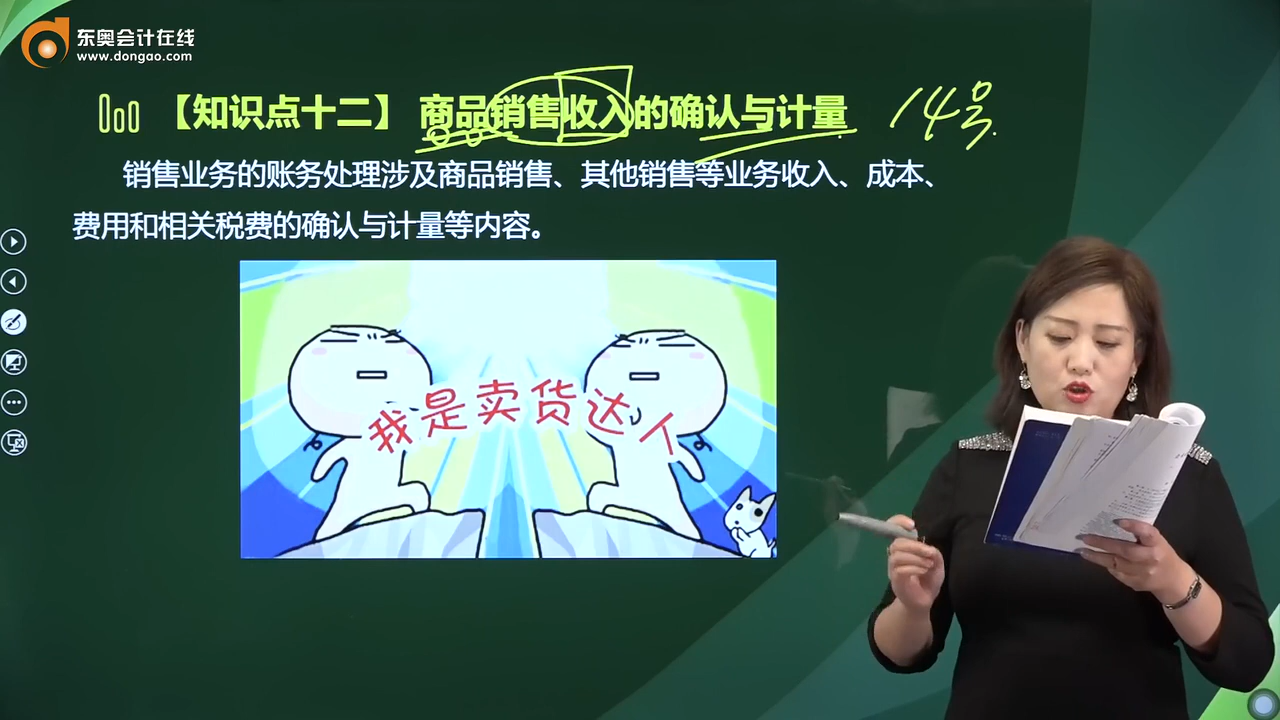 东奥会计在线
www.dongao.com
【知识点十二】 商品销售收入的确认与计量 14号
销售业务的账务处理涉及商品销售、其他销售等业务收入、成本、
费用和相关税费的确认与计量等内容。
我是卖货达人